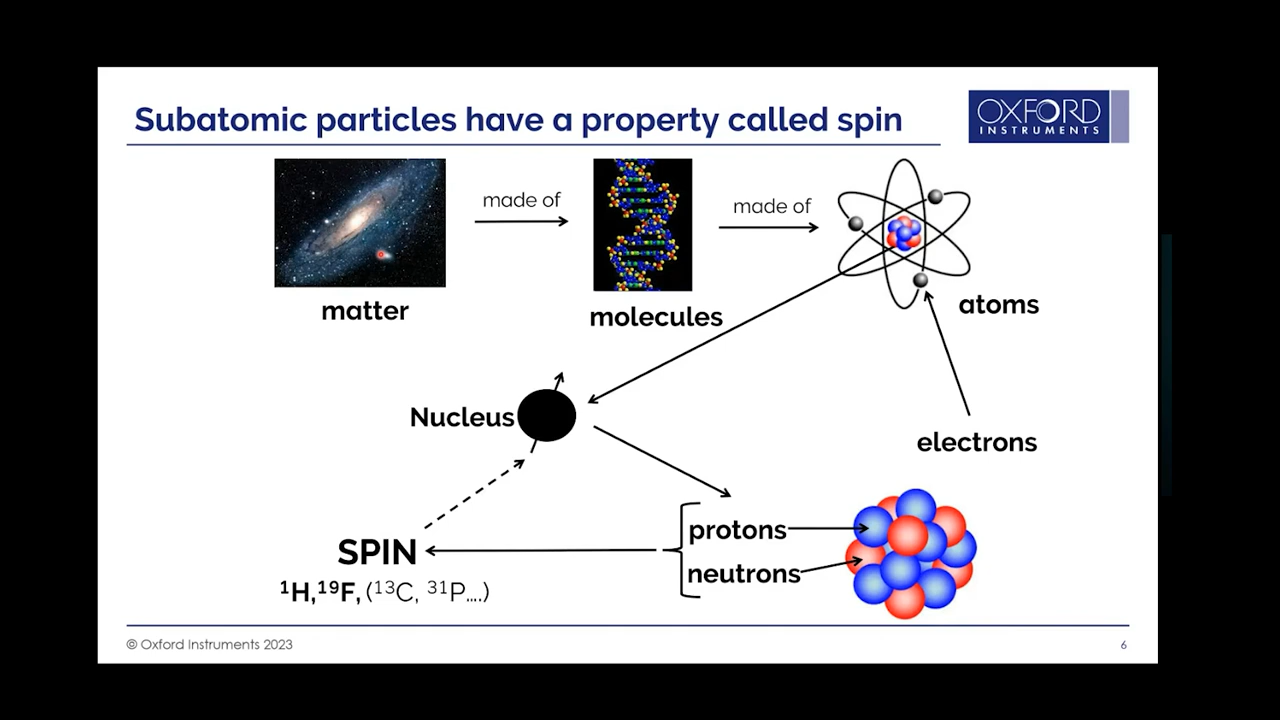 Subatomic particles have a property called spin
OXFORD
INSTRUMENTS
made of
made of
matter
molecules
atoms
Nucleus
electrons
protons
SPIN
neutrons
¹H,¹⁹F, (¹³C, ³¹P....)
© Oxford Instruments 2023
6